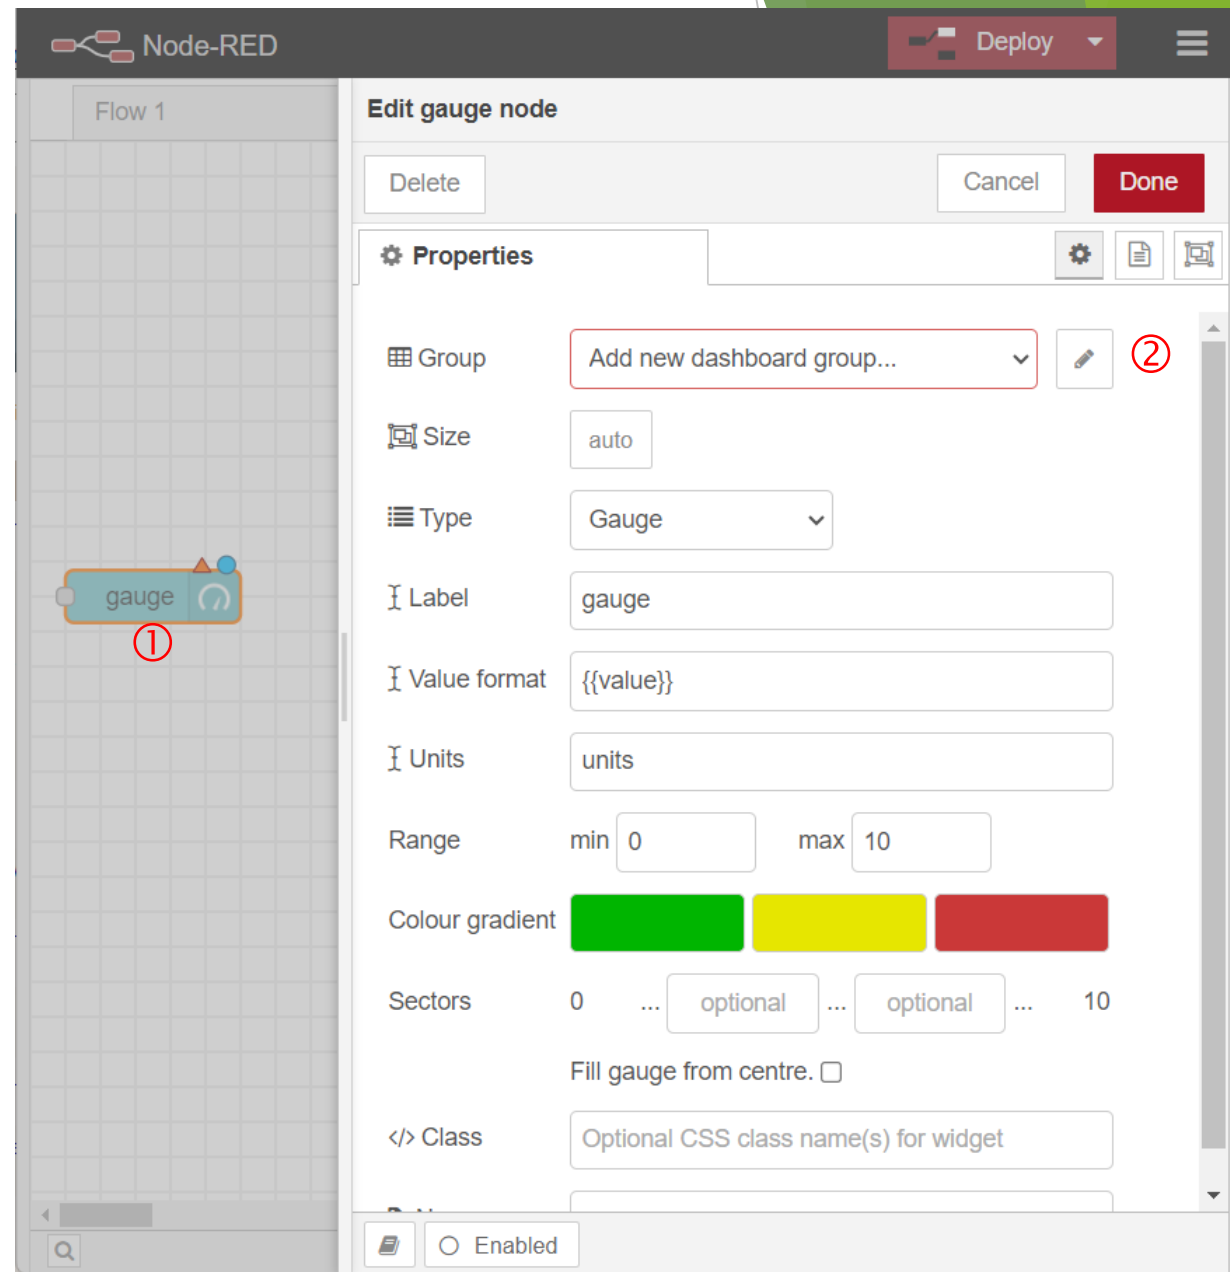 Node-RED
Deploy
Flow 1
Edit gauge node
Delete
Cancel
Done
Properties
Group
Add new dashboard group...
②
Size
auto
Type
Gauge
gauge
①
Label
gauge
Value format
{{value}}
Units
units
Range
min 0
max 10
Colour gradient
Sectors
0 ... optional ... optional ... 10
Fill gauge from centre.
</> Class
Optional CSS class name(s) for widget
Enabled